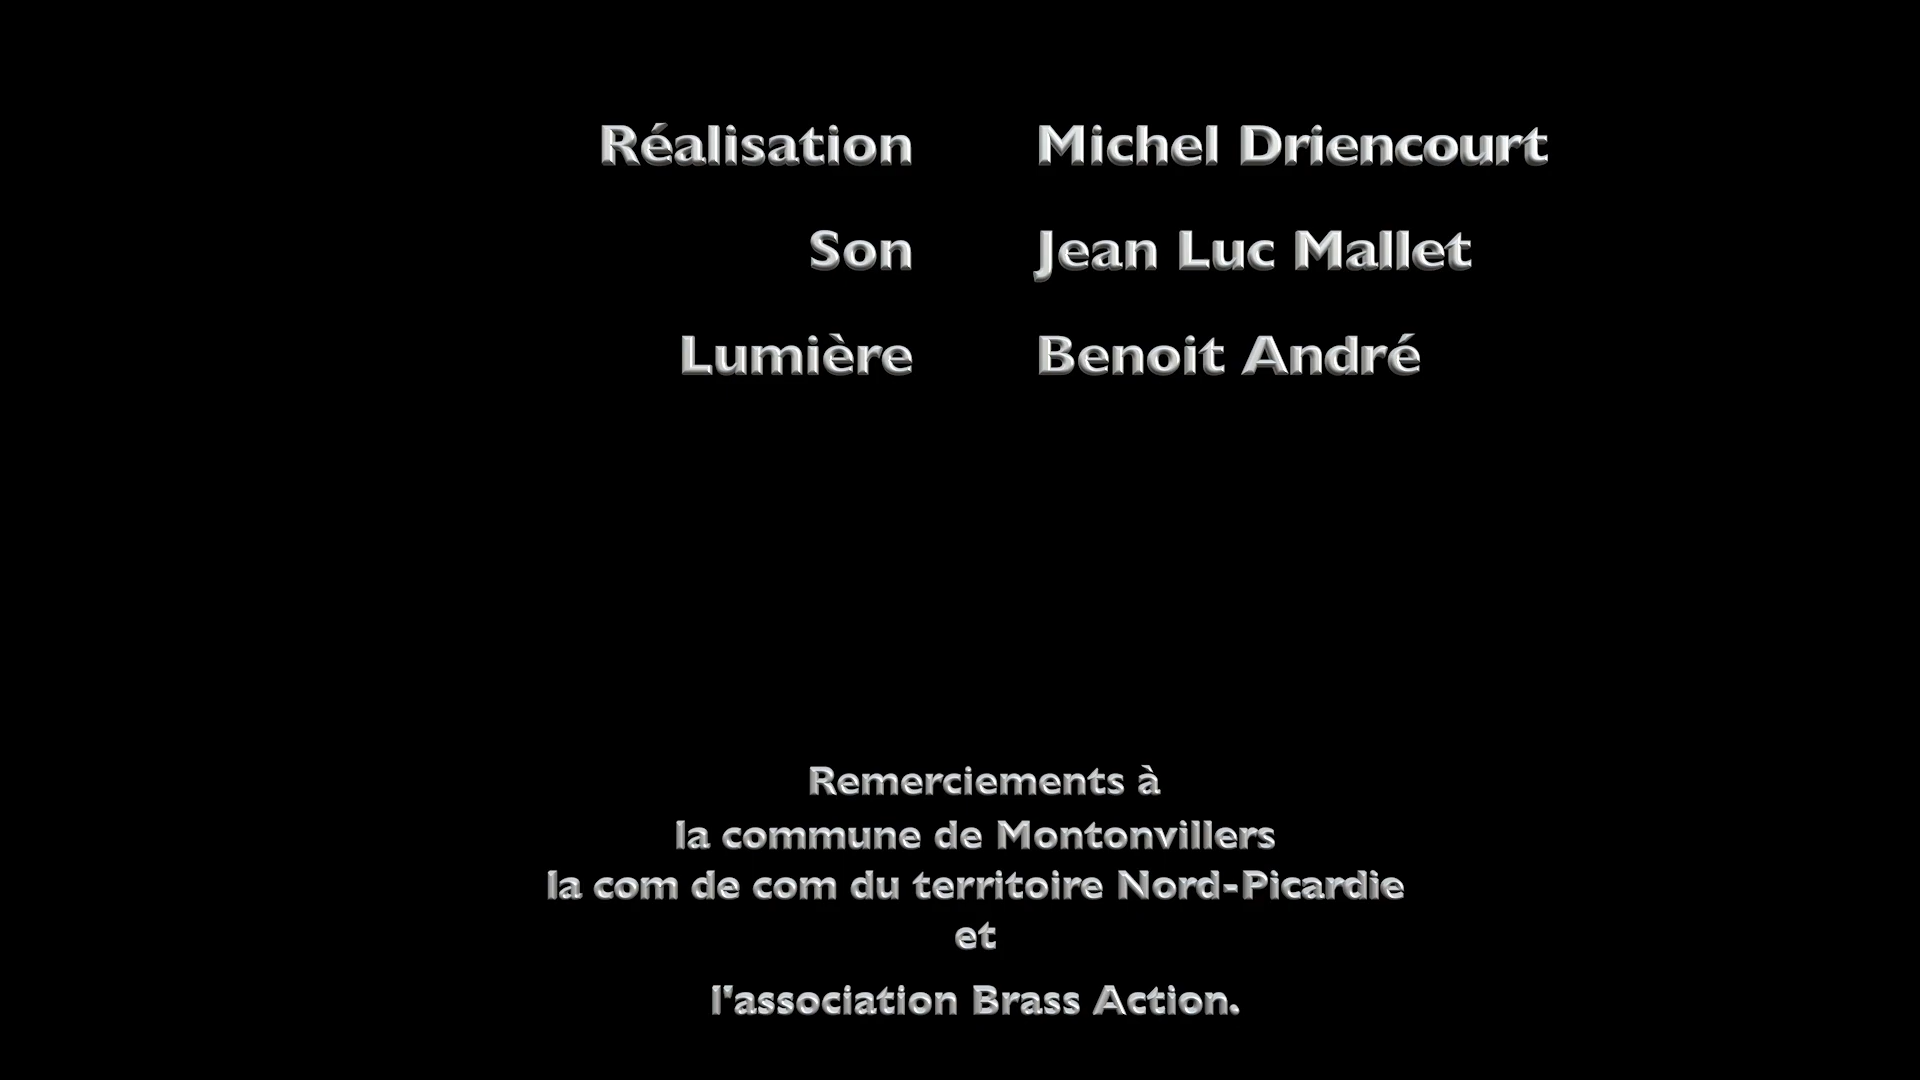 Réalisation Michel Driencourt
Son Jean Luc Mallet
Lumière Benoit André
Remerciements à
la commune de Montonvillers
la com de com du territoire Nord-Picardie
et
l'association Brass Action.